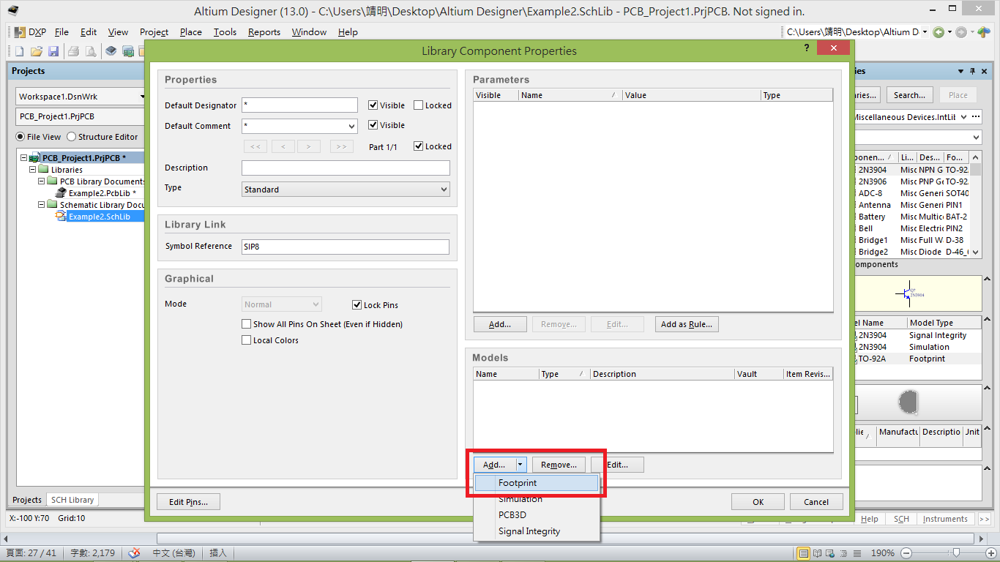 Altium Designer (13.0) - C:\Users\靖明\Desktop\Altium Designer\Example2.SchLib - PCB_Project1.PrjPCB. Not signed in.
DXP File Edit View Project Place Tools Reports Window Help
C:\Users\靖明\Desktop\Altium D
Library Component Properties
?
Projects
Workspace1.DsnWrk
PCB_Project1.PrjPCB
File View Structure Editor
PCB_Project1.PrjPCB *
Libraries
PCB Library Documents
Example2.PcbLib *
Schematic Library Docu
Example2.SchLib
Projects SCH Library
Properties
Default Designator * Visible Locked
Default Comment * Visible
<< < > >> Part 1/1 Locked
Description
Type Standard
Library Link
Symbol Reference SIP8
Graphical
Mode Normal Lock Pins
Show All Pins On Sheet (Even if Hidden)
Local Colors
Edit Pins...
Parameters
Visible Name Value Type
Add... Remove... Edit... Add as Rule...
Models
Name Type Description Vault Item Revis...
Add... Remove... Edit...
Footprint
Simulation
PCB3D
Signal Integrity
OK Cancel
ies
aries... Search... Place
Miscellaneous Devices.IntLib ...
ponen... Li... Des... Fo...
2N3904 Misc NPN G TO-92
2N3906 Misc PNP Ge TO-92
ADC-8 Misc Generi SOT40
Antenna Misc Generi PIN1
Battery Misc Multic BAT-2
Bell Misc Electric PIN2
Bridge1 Misc Full W D-38
Bridge2 Misc Diode D-46_6
omponents
Q?
2N3904
el Name Model Type
2N3904 Signal Integrity
2N3904 Simulation
TO-92A Footprint
lie Manufactu Descriptio Jnit
X:-100 Y:70 Grid:10
Help SCH Instruments >>
頁面: 27 / 41 字數: 2,179 中文 (台灣) 插入
190%